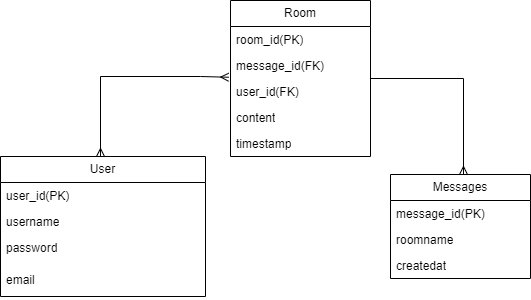 Room
room_id(PK)
message_id(FK)
user_id(FK)
content
timestamp
User
user_id(PK)
username
password
email
Messages
message_id(PK)
roomname
createdat